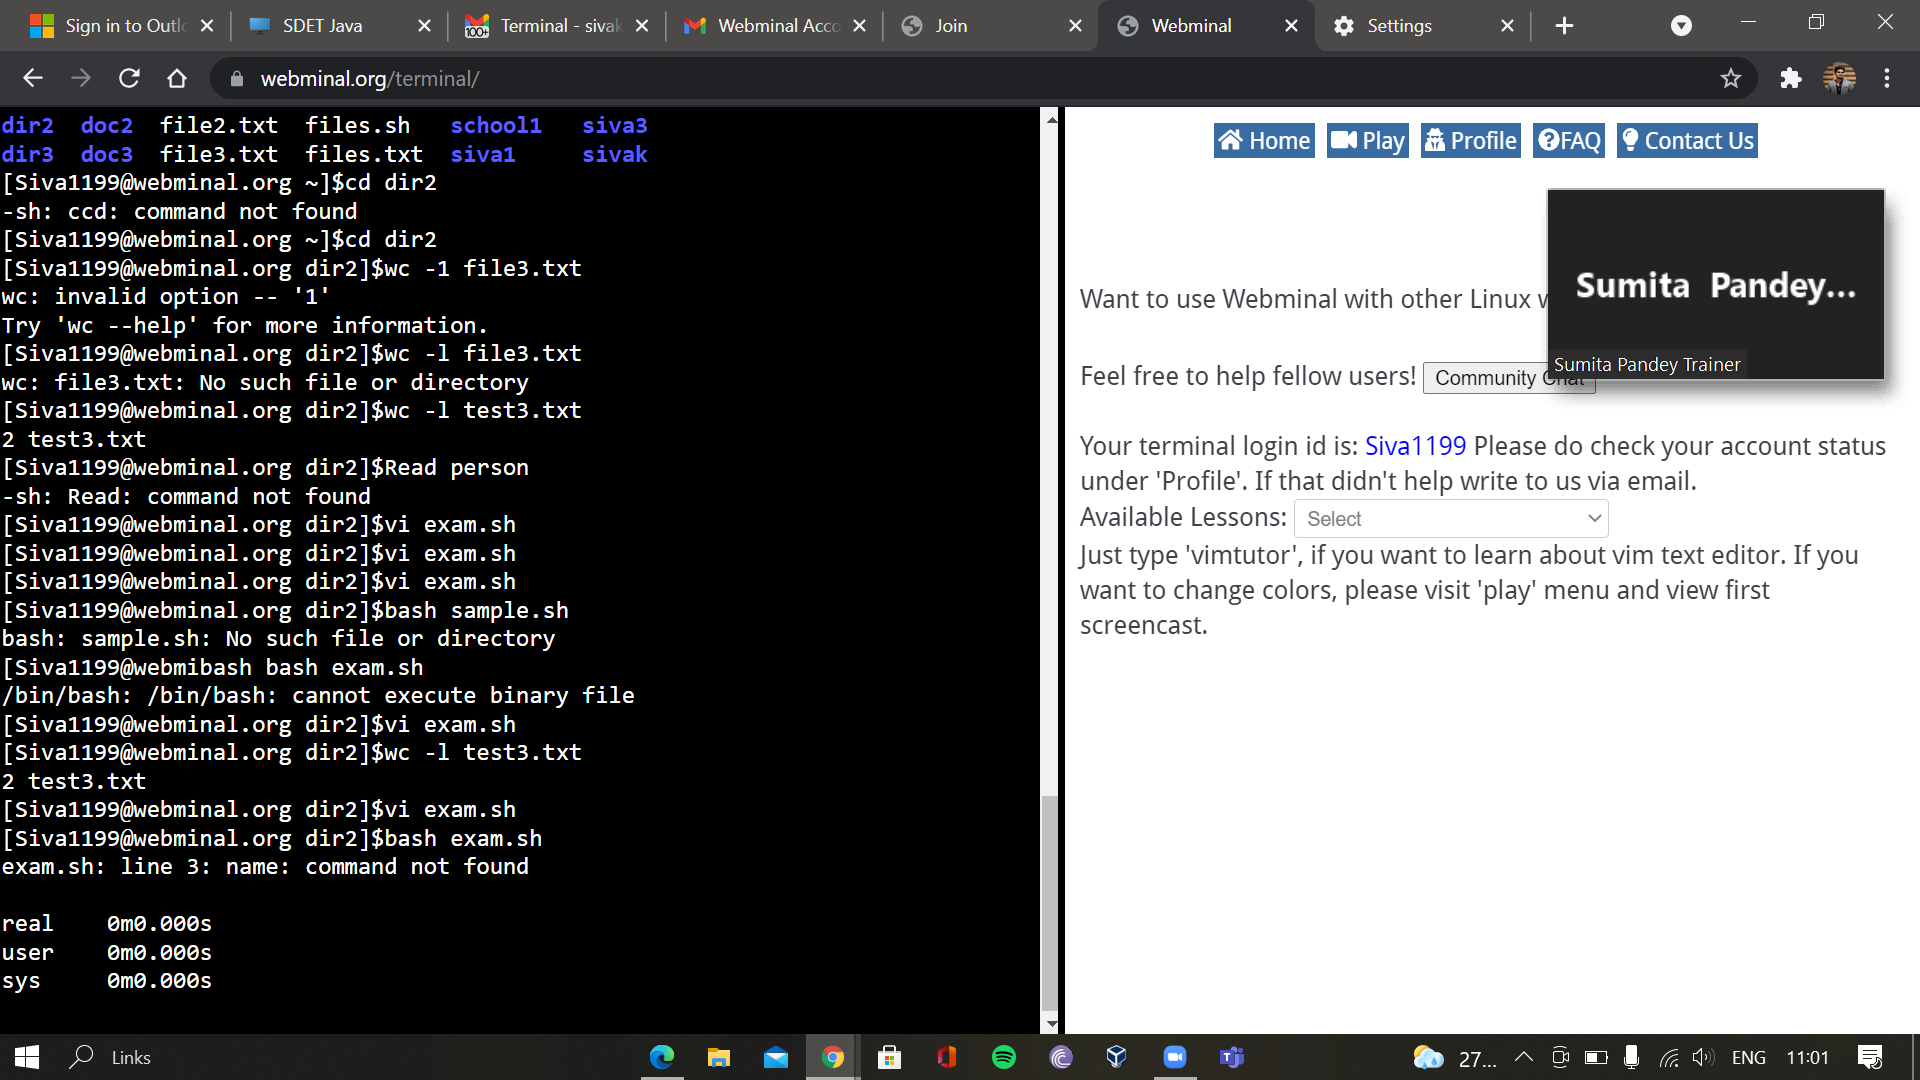 Sign in to Outlo
SDET Java
100+
Terminal - sivak
Webminal Acco
Join
Webminal
Settings
webminal.org/terminal/
dir2 doc2 file2.txt files.sh school1 siva3
dir3 doc3 file3.txt files.txt siva1 sivak
[Siva1199@webminal.org ~]$cd dir2
-sh: ccd: command not found
[Siva1199@webminal.org ~]$cd dir2
[Siva1199@webminal.org dir2]$wc -1 file3.txt
wc: invalid option -- '1'
Try 'wc --help' for more information.
[Siva1199@webminal.org dir2]$wc -l file3.txt
wc: file3.txt: No such file or directory
[Siva1199@webminal.org dir2]$wc -l test3.txt
2 test3.txt
[Siva1199@webminal.org dir2]$Read person
-sh: Read: command not found
[Siva1199@webminal.org dir2]$vi exam.sh
[Siva1199@webminal.org dir2]$vi exam.sh
[Siva1199@webminal.org dir2]$vi exam.sh
[Siva1199@webminal.org dir2]$bash sample.sh
bash: sample.sh: No such file or directory
[Siva1199@webmibash bash exam.sh
/bin/bash: /bin/bash: cannot execute binary file
[Siva1199@webminal.org dir2]$vi exam.sh
[Siva1199@webminal.org dir2]$wc -l test3.txt
2 test3.txt
[Siva1199@webminal.org dir2]$vi exam.sh
[Siva1199@webminal.org dir2]$bash exam.sh
exam.sh: line 3: name: command not found
real 0m0.000s
user 0m0.000s
sys 0m0.000s
Home Play Profile FAQ Contact Us
Want to use Webminal with other Linux w
Sumita Pandey...
Sumita Pandey Trainer
Feel free to help fellow users! Community Chat
Your terminal login id is: Siva1199 Please do check your account status
under 'Profile'. If that didn't help write to us via email.
Available Lessons: Select
Just type 'vimtutor', if you want to learn about vim text editor. If you
want to change colors, please visit 'play' menu and view first
screencast.
Links
27...
ENG
11:01